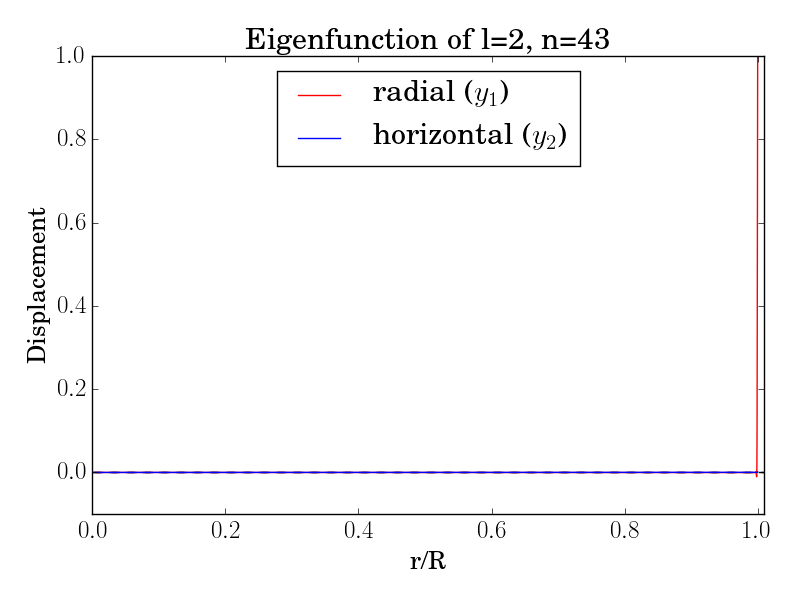 Eigenfunction of l=2, n=43
1.0
0.8
0.6
0.4
0.2
0.0
Displacement
radial (y₁)
horizontal (y₂)
0.0 0.2 0.4 0.6 0.8 1.0
r/R